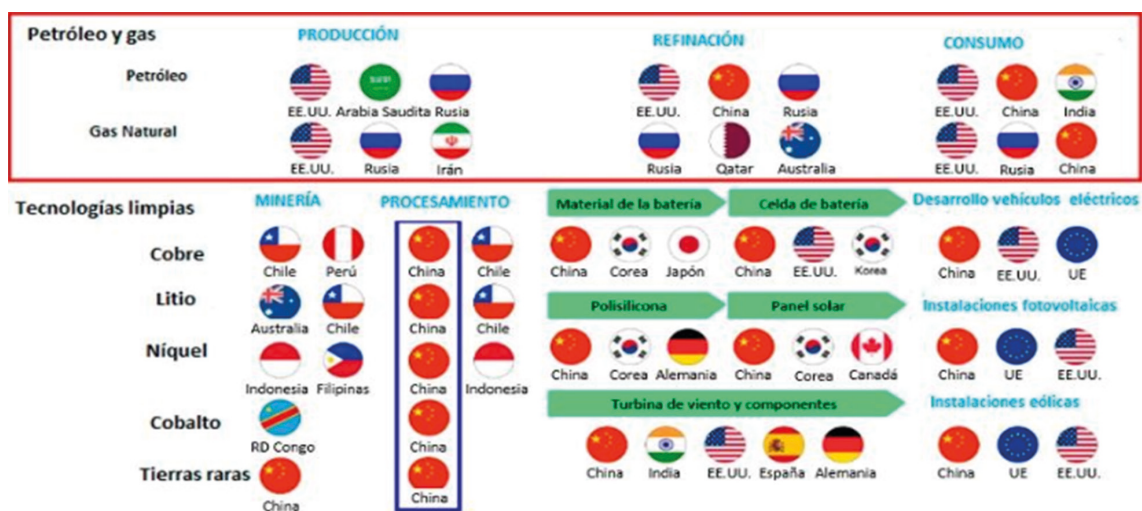 Petróleo y gas PRODUCCIÓN REFINACIÓN CONSUMO
Petróleo
EE.UU. Arabia Saudita Rusia EE.UU. China Rusia EE.UU. China India
Gas Natural
EE.UU. Rusia Irán Rusia Qatar Australia EE.UU. Rusia China
Tecnologías limpias MINERÍA PROCESAMIENTO Material de la batería Celda de batería Desarrollo vehículos eléctricos
Cobre
Chile Perú China Chile China Corea Japón China EE.UU. Korea China EE.UU. UE
Litio Polisilicona Panel solar Instalaciones fotovoltaicas
Australia Chile China Chile
Níquel
Indonesia Filipinas China Indonesia China Corea Alemania China Corea Canadá China UE EE.UU.
Cobalto Turbina de viento y componentes Instalaciones eólicas
RD Congo China
Tierras raras China India EE.UU. España Alemania China UE EE.UU.
China China